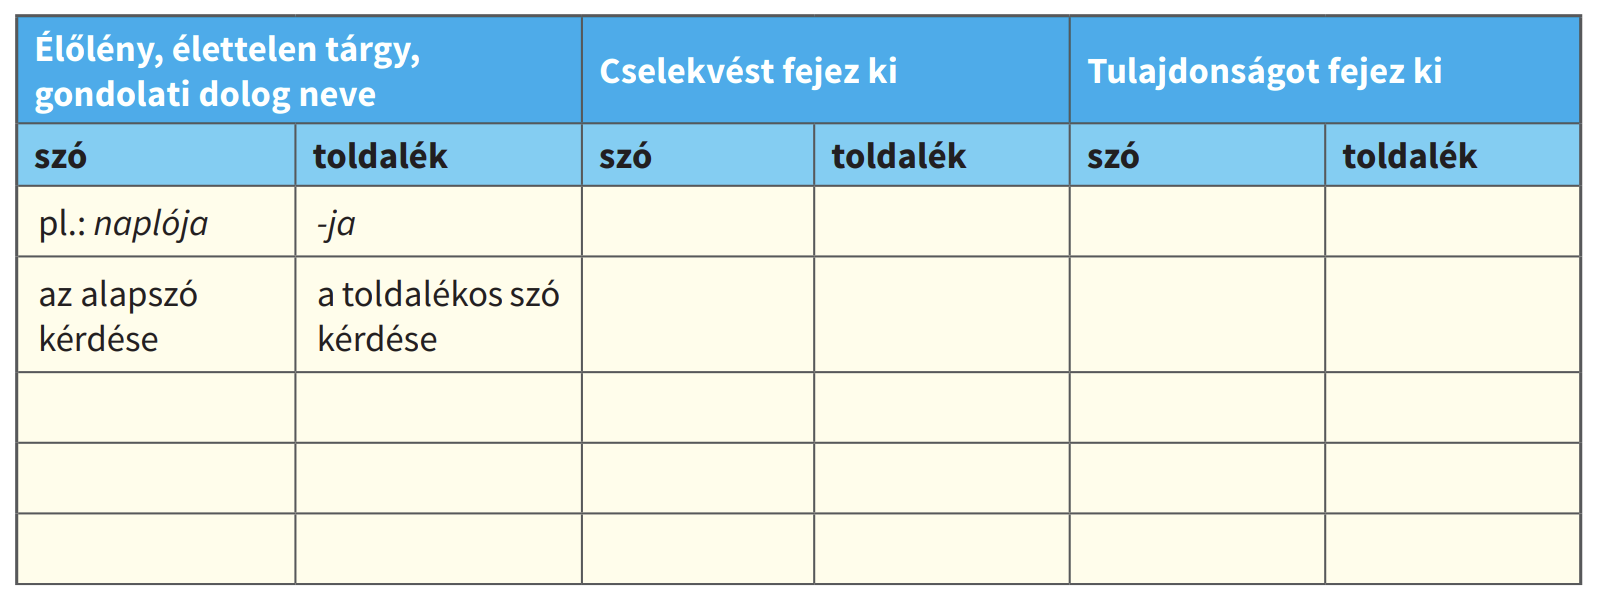 Élőlény, élettelen tárgy,
gondolati dolog neve
Cselekvést fejez ki
Tulajdonságot fejez ki
szó
toldalék
szó
toldalék
szó
toldalék
pl.: naplója
-ja
az alapszó
kérdése
a toldalékos szó
kérdése